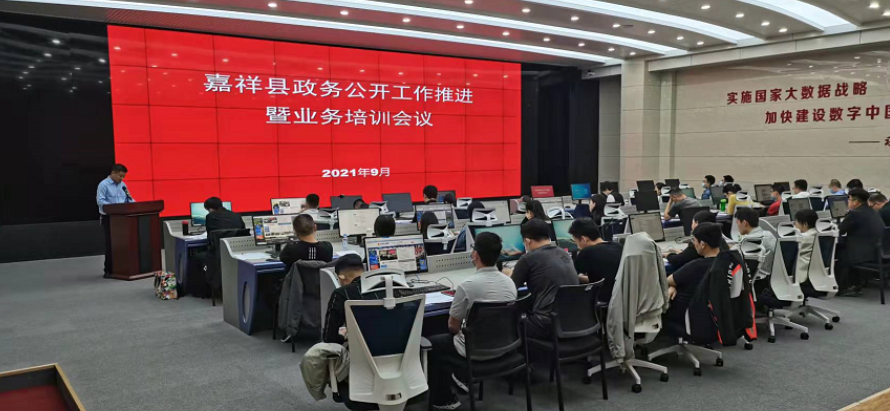 嘉祥县政务公开工作推进
暨业务培训会议
2021年9月
实施国家大数据战略
加快建设数字中国